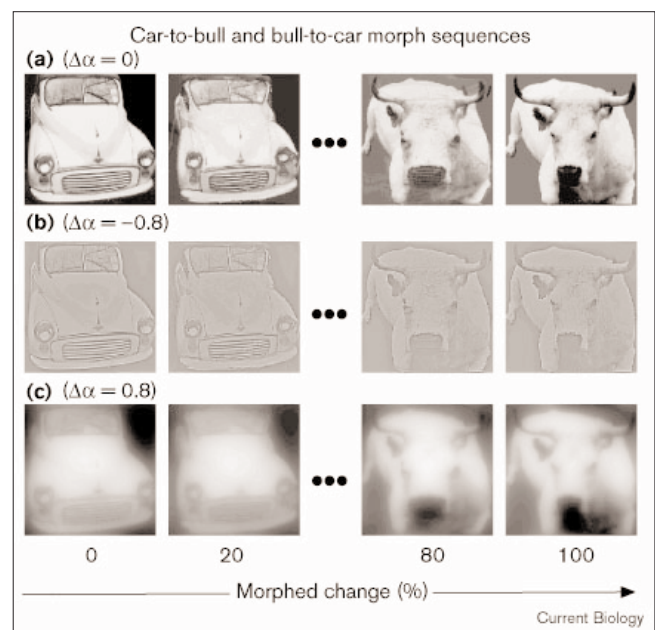 Car-to-bull and bull-to-car morph sequences
(a) (Δα = 0)
(b) (Δα = –0.8)
(c) (Δα = 0.8)
0 20 80 100
Morphed change (%)
Current Biology